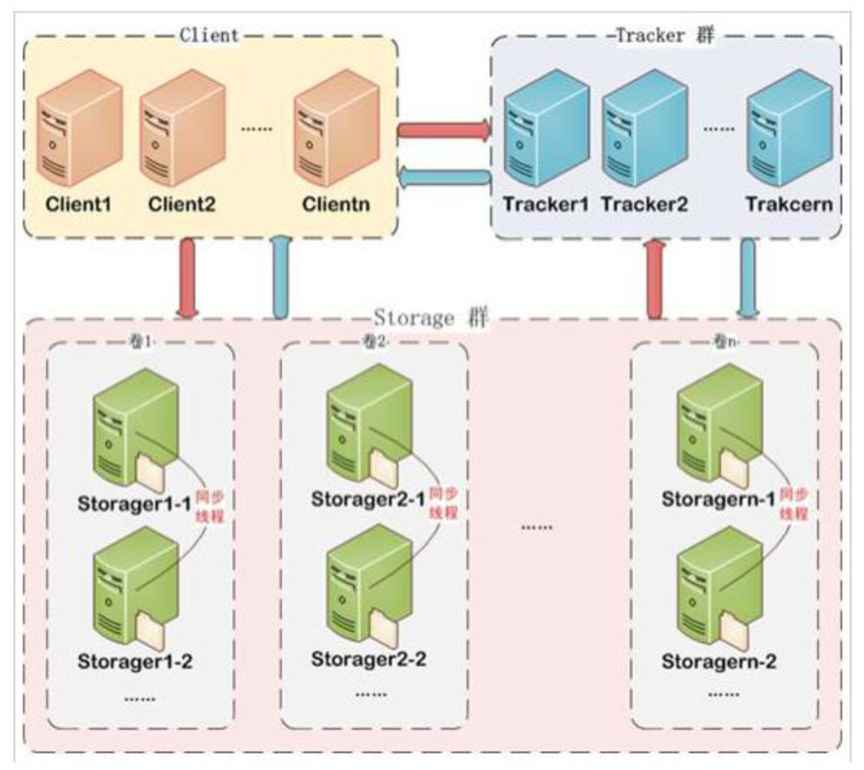 Client
Tracker 群
……
……
Client1
Client2
Clientn
Tracker1
Tracker2
Trakcern
Storage 群
卷1
卷2
卷n
Storager1-1
同步
线程
Storager2-1
同步
线程
Storagern-1
同步
线程
……
Storager1-2
Storager2-2
Storagern-2
……
……
……